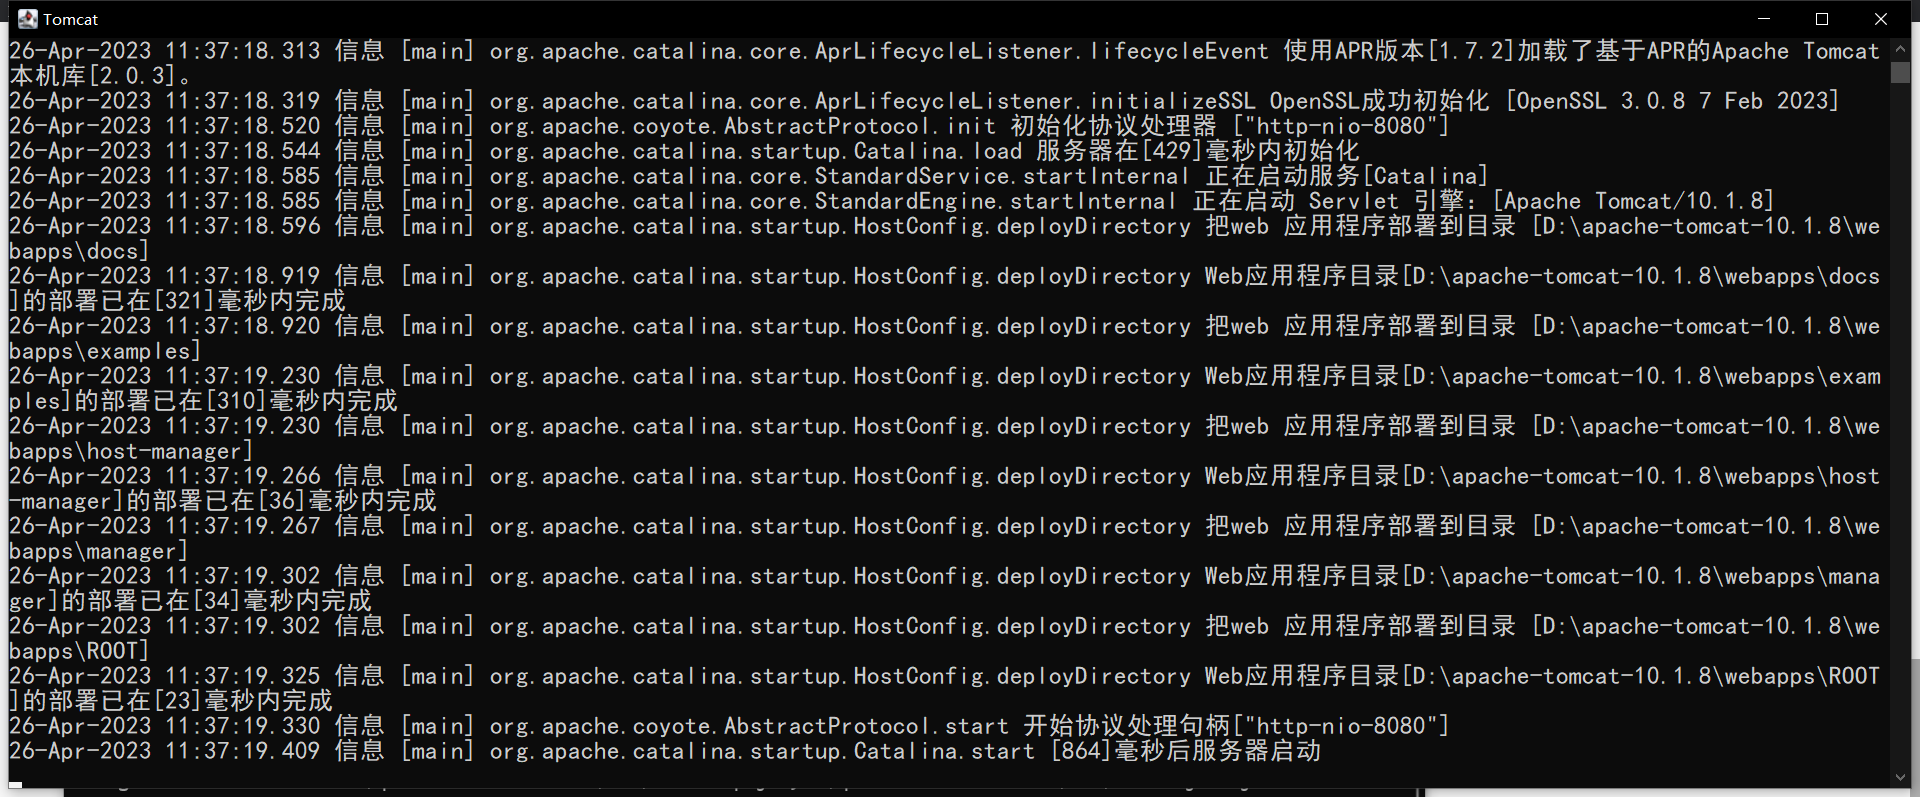 Tomcat
26-Apr-2023 11:37:18.313 信息 [main] org.apache.catalina.core.AprLifecycleListener.lifecycleEvent 使用APR版本[1.7.2]加载了基于APR的Apache Tomcat
本机库[2.0.3]。
26-Apr-2023 11:37:18.319 信息 [main] org.apache.catalina.core.AprLifecycleListener.initializeSSL OpenSSL成功初始化 [OpenSSL 3.0.8 7 Feb 2023]
26-Apr-2023 11:37:18.520 信息 [main] org.apache.coyote.AbstractProtocol.init 初始化协议处理器 ["http-nio-8080"]
26-Apr-2023 11:37:18.544 信息 [main] org.apache.catalina.startup.Catalina.load 服务器在[429]毫秒内初始化
26-Apr-2023 11:37:18.585 信息 [main] org.apache.catalina.core.StandardService.startInternal 正在启动服务[Catalina]
26-Apr-2023 11:37:18.585 信息 [main] org.apache.catalina.core.StandardEngine.startInternal 正在启动 Servlet 引擎：[Apache Tomcat/10.1.8]
26-Apr-2023 11:37:18.596 信息 [main] org.apache.catalina.startup.HostConfig.deployDirectory 把web 应用程序部署到目录 [D:\apache-tomcat-10.1.8\we
bapps\docs]
26-Apr-2023 11:37:18.919 信息 [main] org.apache.catalina.startup.HostConfig.deployDirectory Web应用程序目录[D:\apache-tomcat-10.1.8\webapps\docs
]的部署已在[321]毫秒内完成
26-Apr-2023 11:37:18.920 信息 [main] org.apache.catalina.startup.HostConfig.deployDirectory 把web 应用程序部署到目录 [D:\apache-tomcat-10.1.8\we
bapps\examples]
26-Apr-2023 11:37:19.230 信息 [main] org.apache.catalina.startup.HostConfig.deployDirectory Web应用程序目录[D:\apache-tomcat-10.1.8\webapps\exam
ples]的部署已在[310]毫秒内完成
26-Apr-2023 11:37:19.230 信息 [main] org.apache.catalina.startup.HostConfig.deployDirectory 把web 应用程序部署到目录 [D:\apache-tomcat-10.1.8\we
bapps\host-manager]
26-Apr-2023 11:37:19.266 信息 [main] org.apache.catalina.startup.HostConfig.deployDirectory Web应用程序目录[D:\apache-tomcat-10.1.8\webapps\host
-manager]的部署已在[36]毫秒内完成
26-Apr-2023 11:37:19.267 信息 [main] org.apache.catalina.startup.HostConfig.deployDirectory 把web 应用程序部署到目录 [D:\apache-tomcat-10.1.8\we
bapps\manager]
26-Apr-2023 11:37:19.302 信息 [main] org.apache.catalina.startup.HostConfig.deployDirectory Web应用程序目录[D:\apache-tomcat-10.1.8\webapps\mana
ger]的部署已在[34]毫秒内完成
26-Apr-2023 11:37:19.302 信息 [main] org.apache.catalina.startup.HostConfig.deployDirectory 把web 应用程序部署到目录 [D:\apache-tomcat-10.1.8\we
bapps\ROOT]
26-Apr-2023 11:37:19.325 信息 [main] org.apache.catalina.startup.HostConfig.deployDirectory Web应用程序目录[D:\apache-tomcat-10.1.8\webapps\ROOT
]的部署已在[23]毫秒内完成
26-Apr-2023 11:37:19.330 信息 [main] org.apache.coyote.AbstractProtocol.start 开始协议处理句柄["http-nio-8080"]
26-Apr-2023 11:37:19.409 信息 [main] org.apache.catalina.startup.Catalina.start [864]毫秒后服务器启动